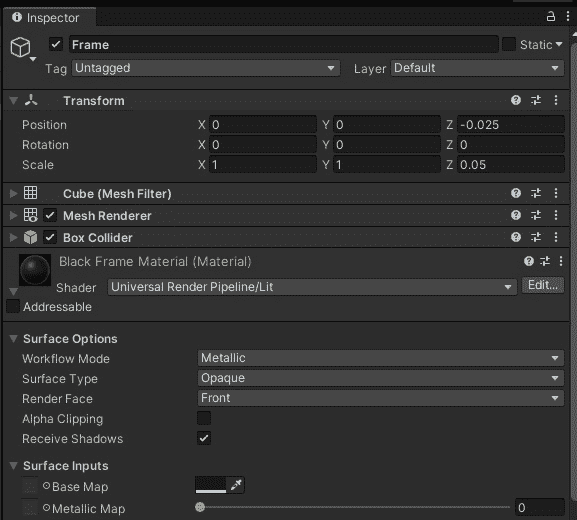 Inspector
Frame Static
Tag Untagged Layer Default
Transform
Position X 0 Y 0 Z -0.025
Rotation X 0 Y 0 Z 0
Scale X 1 Y 1 Z 0.05
Cube (Mesh Filter)
Mesh Renderer
Box Collider
Black Frame Material (Material)
Shader Universal Render Pipeline/Lit Edit...
Addressable
Surface Options
Workflow Mode Metallic
Surface Type Opaque
Render Face Front
Alpha Clipping
Receive Shadows
Surface Inputs
Base Map
Metallic Map 0